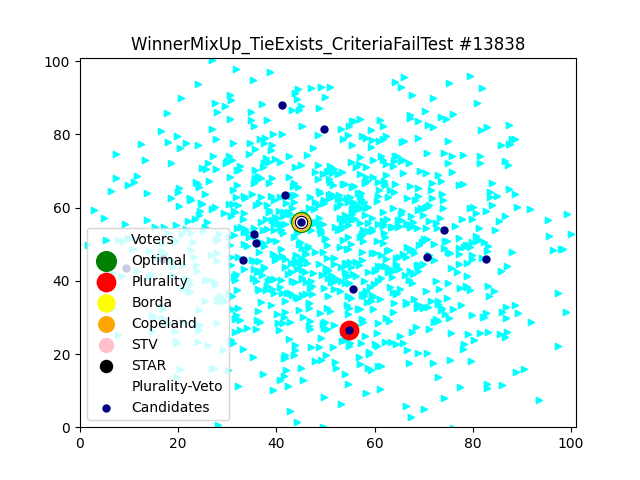 WinnerMixUp_TieExists_CriteriaFailTest #13838
100
80
60
40
20
0
Voters
Optimal
Plurality
Borda
Copeland
STV
STAR
Plurality-Veto
Candidates
0 20 40 60 80 100